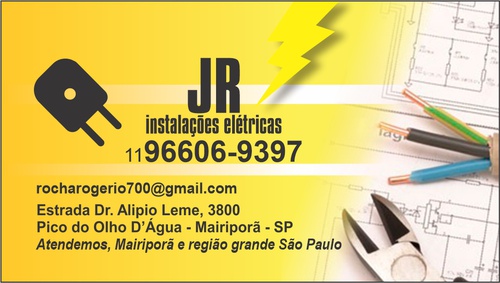 JR
instalações elétricas
11 96606-9397
rocharogerio700@gmail.com
Estrada Dr. Alipio Leme, 3800
Pico do Olho D'Água - Mairiporã - SP
Atendemos, Mairiporã e região grande São Paulo